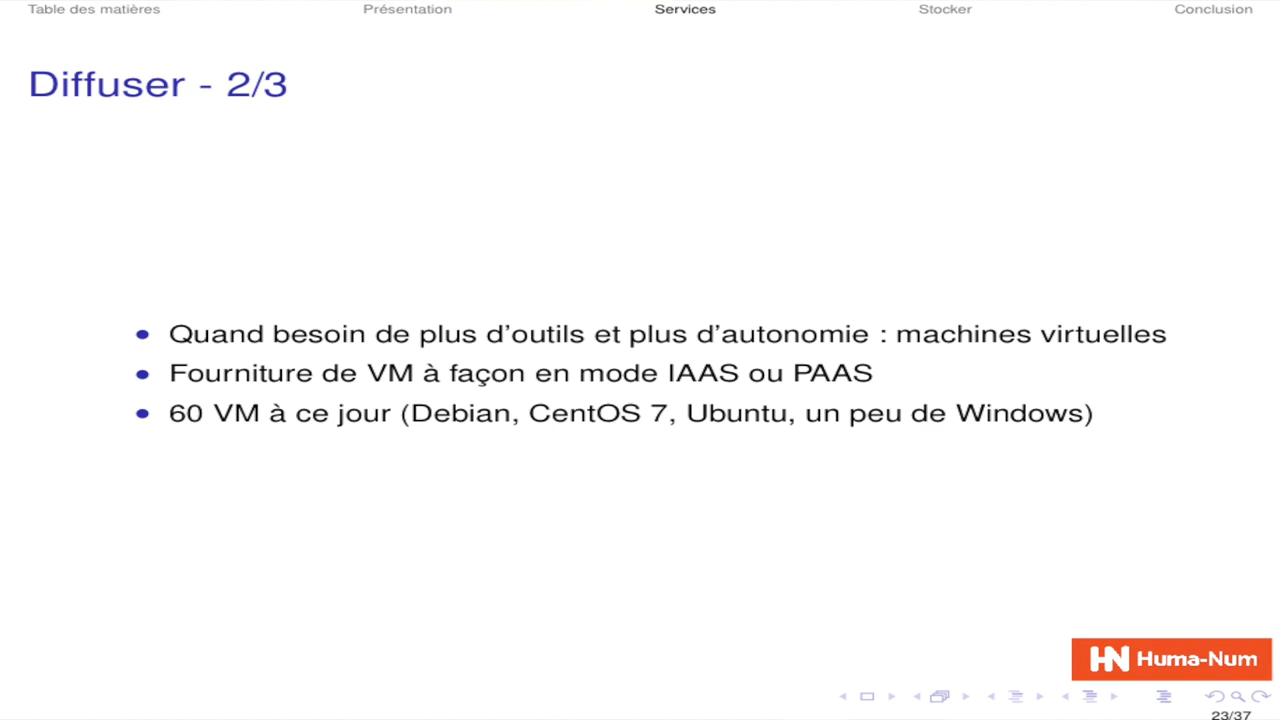 Table des matières Présentation Services Stocker Conclusion
Diffuser - 2/3
Quand besoin de plus d'outils et plus d'autonomie : machines virtuelles
Fourniture de VM à façon en mode IAAS ou PAAS
60 VM à ce jour (Debian, CentOS 7, Ubuntu, un peu de Windows)
HN Huma-Num
23/37